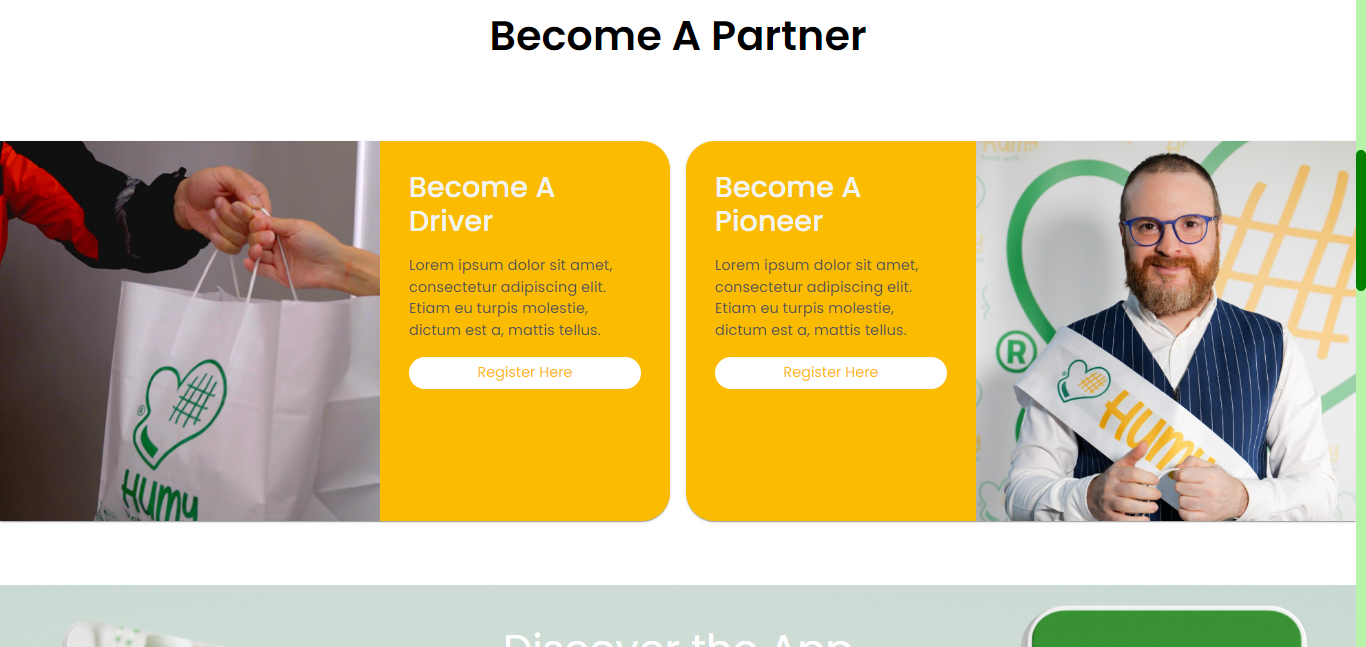 Become A Partner
Become A
Driver
Lorem ipsum dolor sit amet,
consectetur adipiscing elit.
Etiam eu turpis molestie,
dictum est a, mattis tellus.
Register Here
®
Humy
Become A
Pioneer
Lorem ipsum dolor sit amet,
consectetur adipiscing elit.
Etiam eu turpis molestie,
dictum est a, mattis tellus.
Register Here
Humy
®
®
Humy
Discover the App